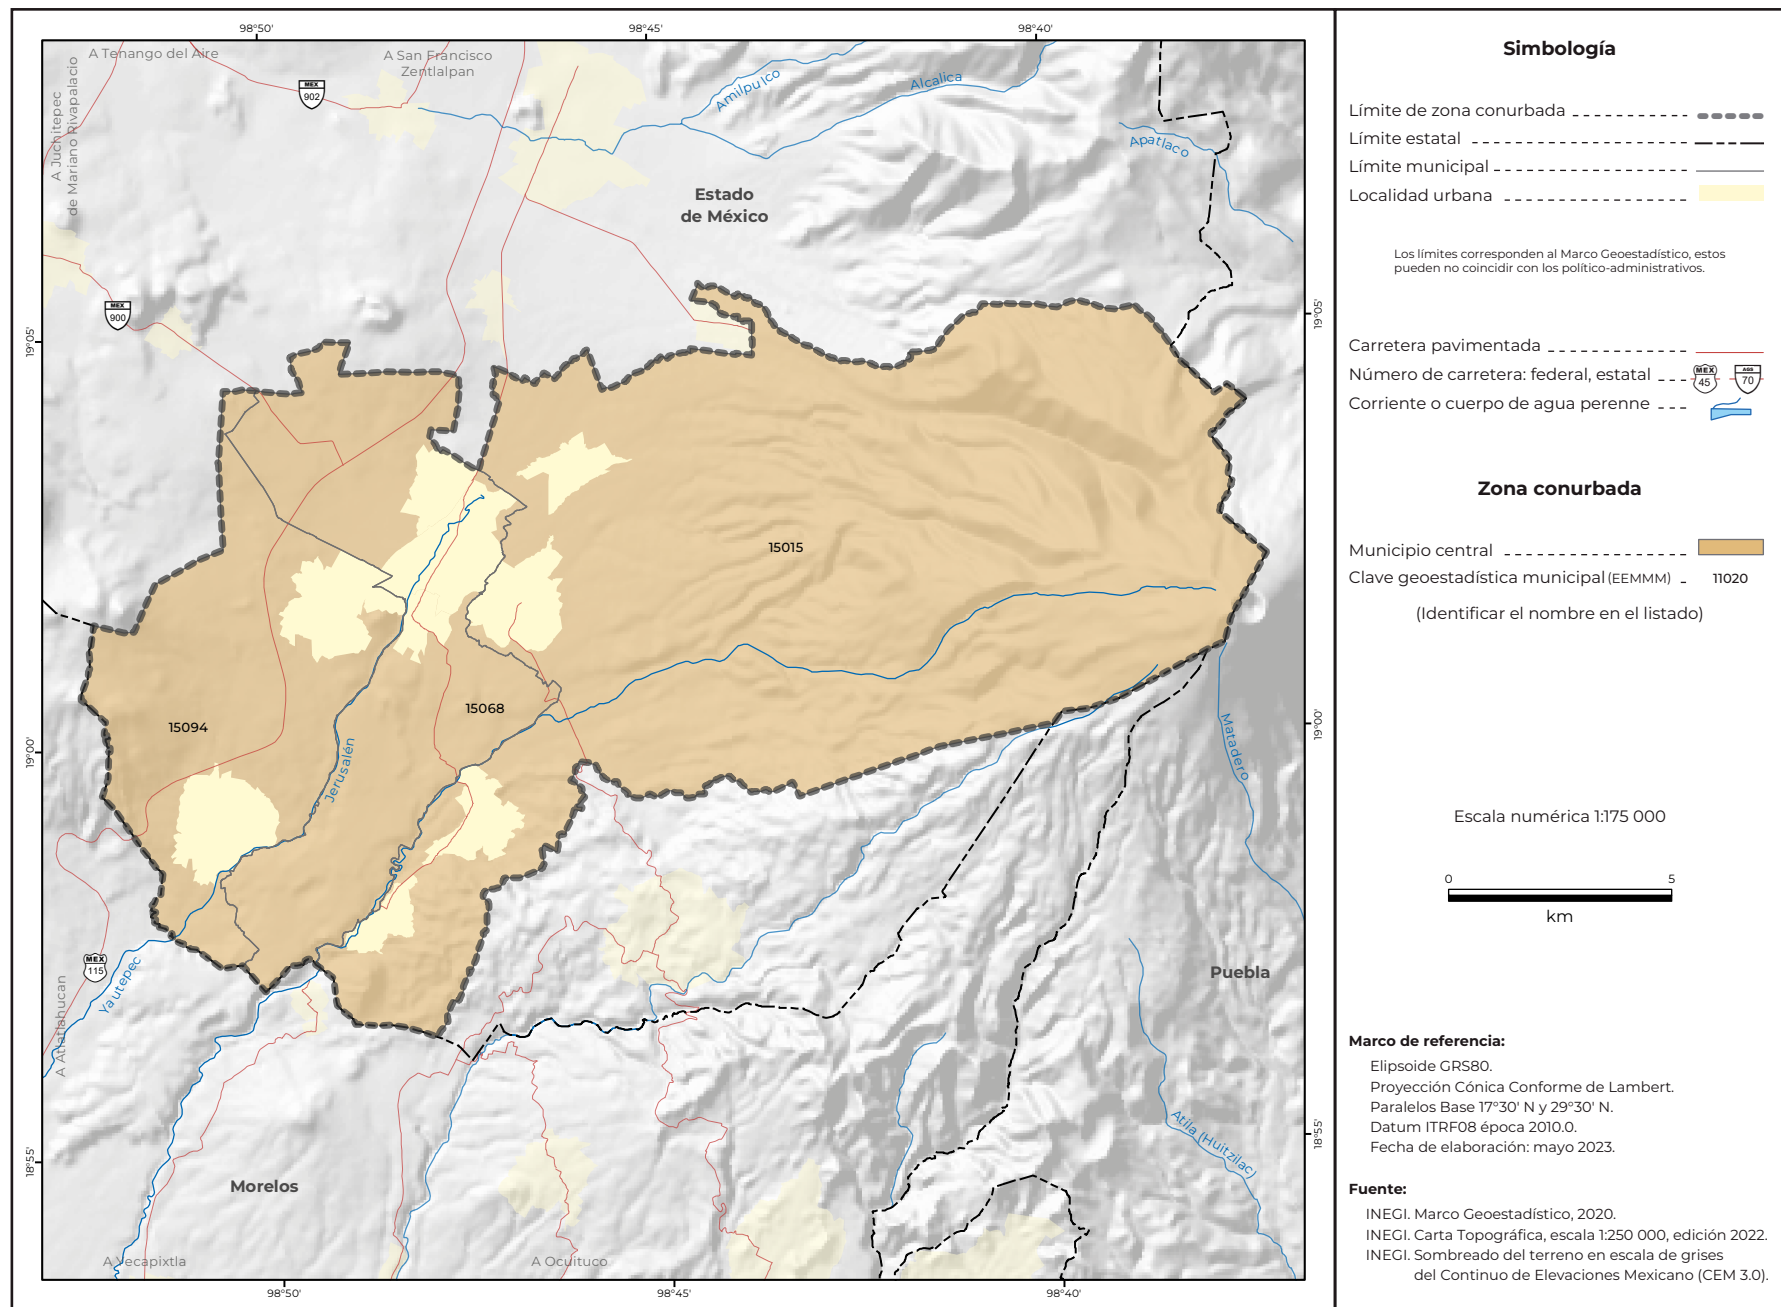 98°50'
98°45'
98°40'
A Tenango del Aire
A San Francisco
Zentlalpan
MEX
902
Amilpulco
Alcalica
Apatlaco
A Juchitepec
de Mariano Rivapalacio
Estado
de México
MEX
900
19°05'
19°05'
15015
15068
15094
19°00'
19°00'
Jerusalén
Matadero
MEX
115
Yautepec
A Atlatlahucan
Puebla
Atila (Huitzilac)
18°55'
18°55'
Morelos
A Yecapixtla
A Ocuituco
98°50'
98°45'
98°40'
Simbología
Límite de zona conurbada
Límite estatal
Límite municipal
Localidad urbana
Los límites corresponden al Marco Geoestadístico, estos
pueden no coincidir con los político-administrativos.
Carretera pavimentada
Número de carretera: federal, estatal
MEX
45
AGS
70
Corriente o cuerpo de agua perenne
Zona conurbada
Municipio central
Clave geoestadística municipal (EEMMM) 11020
(Identificar el nombre en el listado)
Escala numérica 1:175 000
0 5
km
Marco de referencia:
Elipsoide GRS80.
Proyección Cónica Conforme de Lambert.
Paralelos Base 17°30' N y 29°30' N.
Datum ITRF08 época 2010.0.
Fecha de elaboración: mayo 2023.
Fuente:
INEGI. Marco Geoestadístico, 2020.
INEGI. Carta Topográfica, escala 1:250 000, edición 2022.
INEGI. Sombreado del terreno en escala de grises
del Continuo de Elevaciones Mexicano (CEM 3.0).